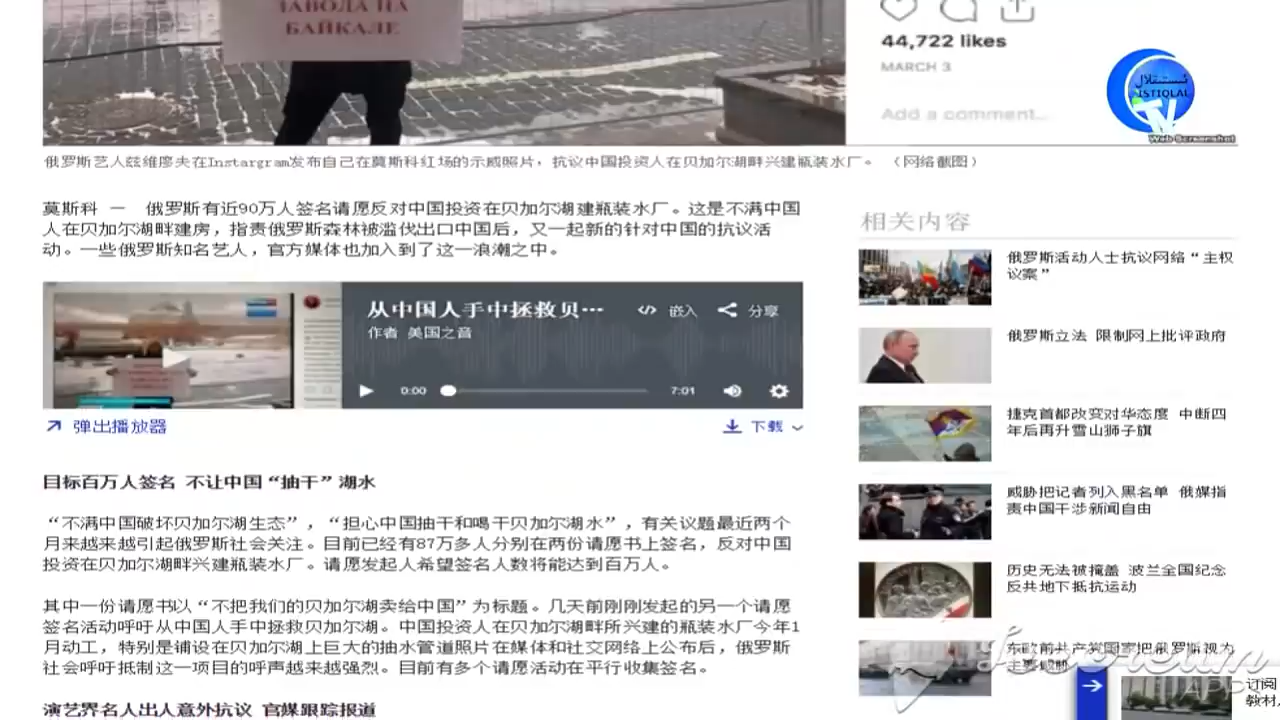 ЗАВОДА НА
БАЙКАЛЕ
44,722 likes
MARCH 3
Add a comment...
ئىستىقلال
ISTIQLAL
TV
Web Screenshot
俄罗斯艺人兹维廖夫在Instargram发布自己在莫斯科红场的示威照片，抗议中国投资人在贝加尔湖畔兴建瓶装水厂。（网络截图）
莫斯科 — 俄罗斯有近90万人签名请愿反对中国投资在贝加尔湖建瓶装水厂。这是不满中国
人在贝加尔湖畔建房，指责俄罗斯森林被滥伐出口中国后，又一起新的针对中国的抗议活
动。一些俄罗斯知名艺人，官方媒体也加入到了这一浪潮之中。
从中国人手中拯救贝···
嵌入
分享
作者 美国之音
0:00
7:01
弹出播放器
下载
目标百万人签名 不让中国“抽干”湖水
“不满中国破坏贝加尔湖生态”，“担心中国抽干和喝干贝加尔湖水”，有关议题最近两个
月来越来越引起俄罗斯社会关注。目前已经有87万多人分别在两份请愿书上签名，反对中国
投资在贝加尔湖畔兴建瓶装水厂。请愿发起人希望签名人数将能达到百万人。
其中一份请愿书以“不把我们的贝加尔湖卖给中国”为标题。几天前刚刚发起的另一个请愿
签名活动呼吁从中国人手中拯救贝加尔湖。中国投资人在贝加尔湖畔所兴建的瓶装水厂今年1
月动工，特别是铺设在贝加尔湖上巨大的抽水管道照片在媒体和社交网络上公布后，俄罗斯
社会呼吁抵制这一项目的呼声越来越强烈。目前有多个请愿活动在平行收集签名。
演艺界名人出人意外抗议 官媒跟踪报道
相关内容
俄罗斯活动人士抗议网络“主权
议案”
俄罗斯立法 限制网上批评政府
捷克首都改变对华态度 中断四
年后再升雪山狮子旗
威胁把记者列入黑名单 俄媒指
责中国干涉新闻自由
历史无法被掩盖 波兰全国纪念
反共地下抵抗运动
东欧前共产党国家把俄罗斯视为
主要威胁
订阅
教材